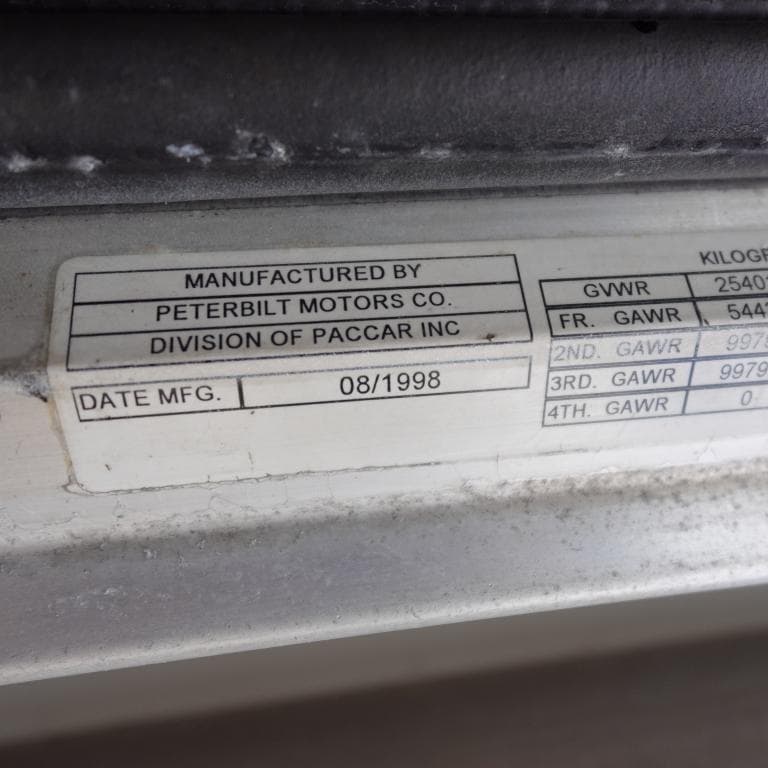 MANUFACTURED BY
PETERBILT MOTORS CO.
DIVISION OF PACCAR INC
DATE MFG. 08/1998
GVWR
FR. GAWR
2ND. GAWR
3RD. GAWR 9979
4TH. GAWR 0